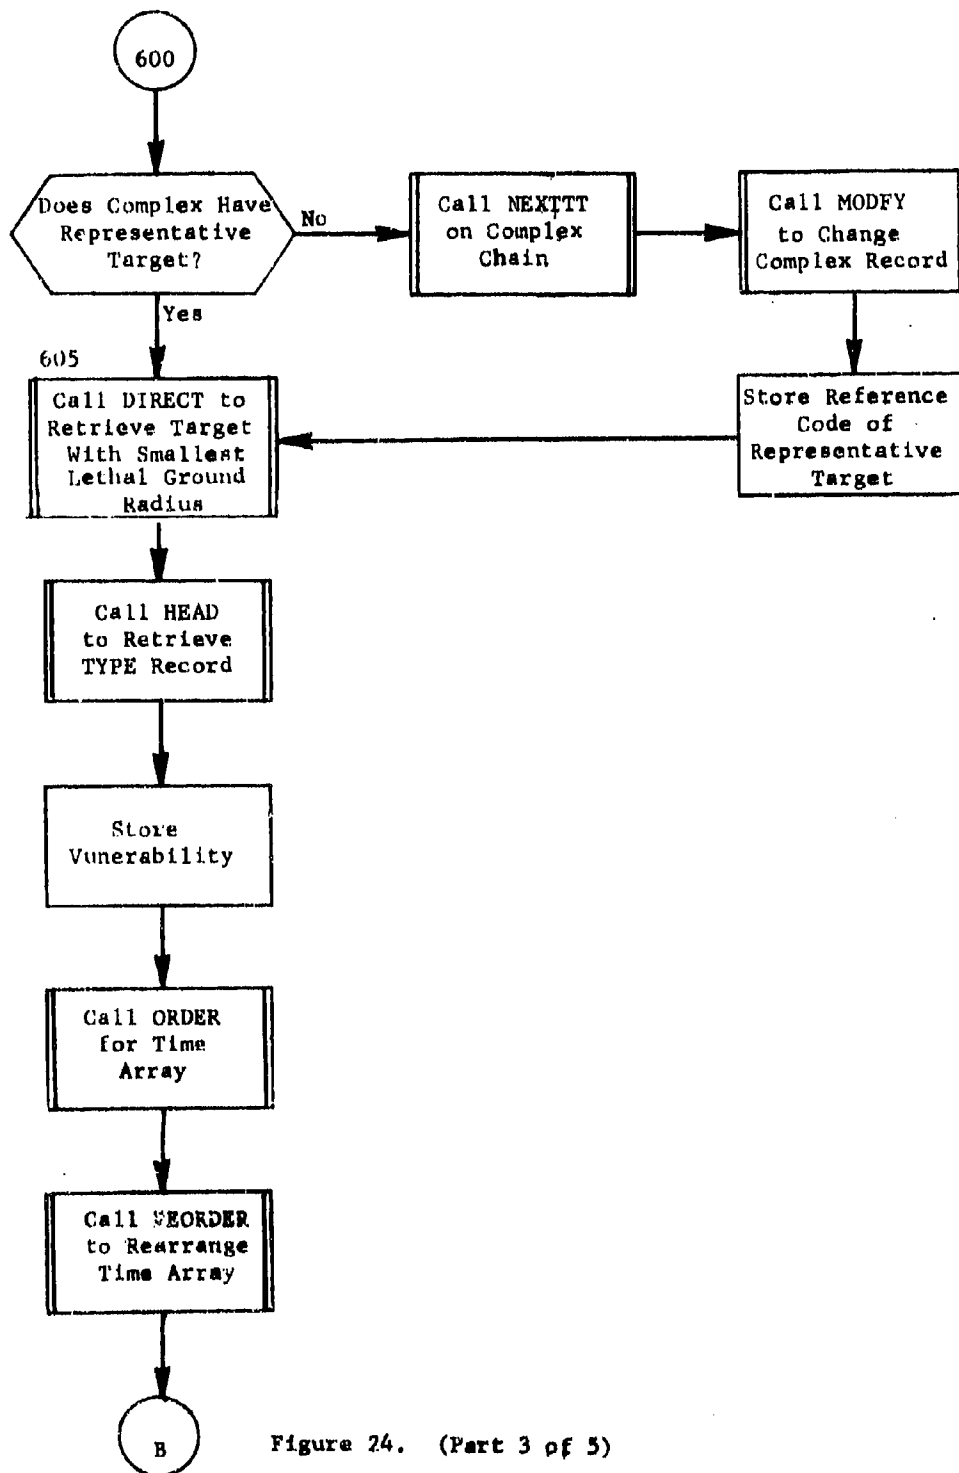 600
Does Complex Have
Representative
Target?
No
Call NEXTTT
on Complex
Chain
Call MODFY
to Change
Complex Record
Yes
Store Reference
Code of
Representative
Target
605
Call DIRECT to
Retrieve Target
With Smallest
Lethal Ground
Radius
Call HEAD
to Retrieve
TYPE Record
Store
Vunerability
Call ORDER
for Time
Array
Call REORDER
to Rearrange
Time Array
B
Figure 24. (Part 3 of 5)